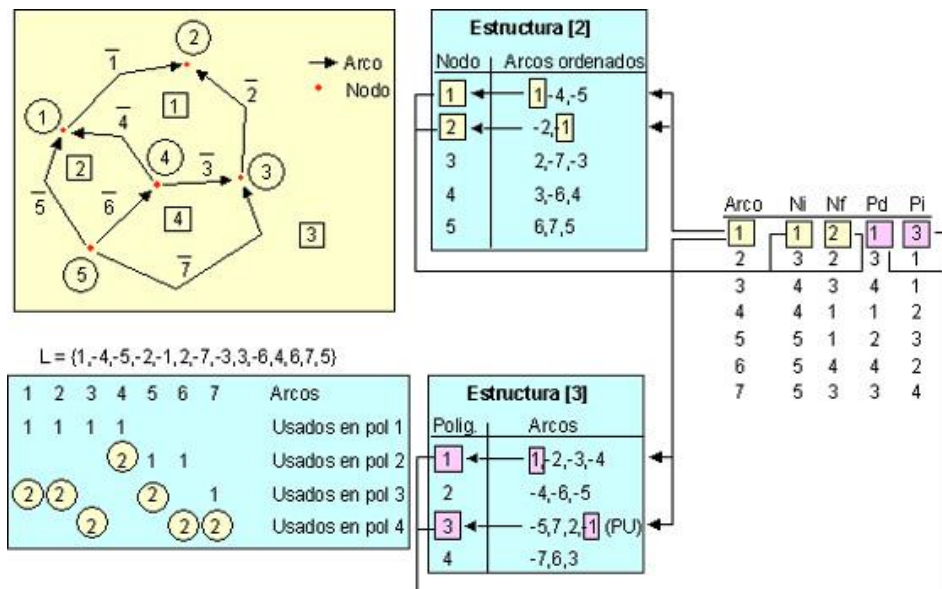 2
1
Arco
Nodo
2
1
1
4
2
4
3
3
5
6
4
3
7
5
L = {1,-4,-5,-2,-1,2,-7,-3,3,-6,4,6,7,5}
1 2 3 4 5 6 7 Arcos
1 1 1 1 Usados en pol 1
2 1 1 Usados en pol 2
2 2 2 1 Usados en pol 3
2 2 2 Usados en pol 4
Estructura [2]
Nodo Arcos ordenados
1 1-4,-5
2 -2,-1
3 2,-7,-3
4 3,-6,4
5 6,7,5
Arco Ni Nf Pd Pi
1 1 2 1 3
2 3 2 3 1
3 4 3 4 1
4 4 1 1 2
5 5 1 2 3
6 5 4 4 2
7 5 3 3 4
Estructura [3]
Polig. Arcos
1 1,-2,-3,-4
2 -4,-6,-5
3 -5,7,2,-1 (PU)
4 -7,6,3